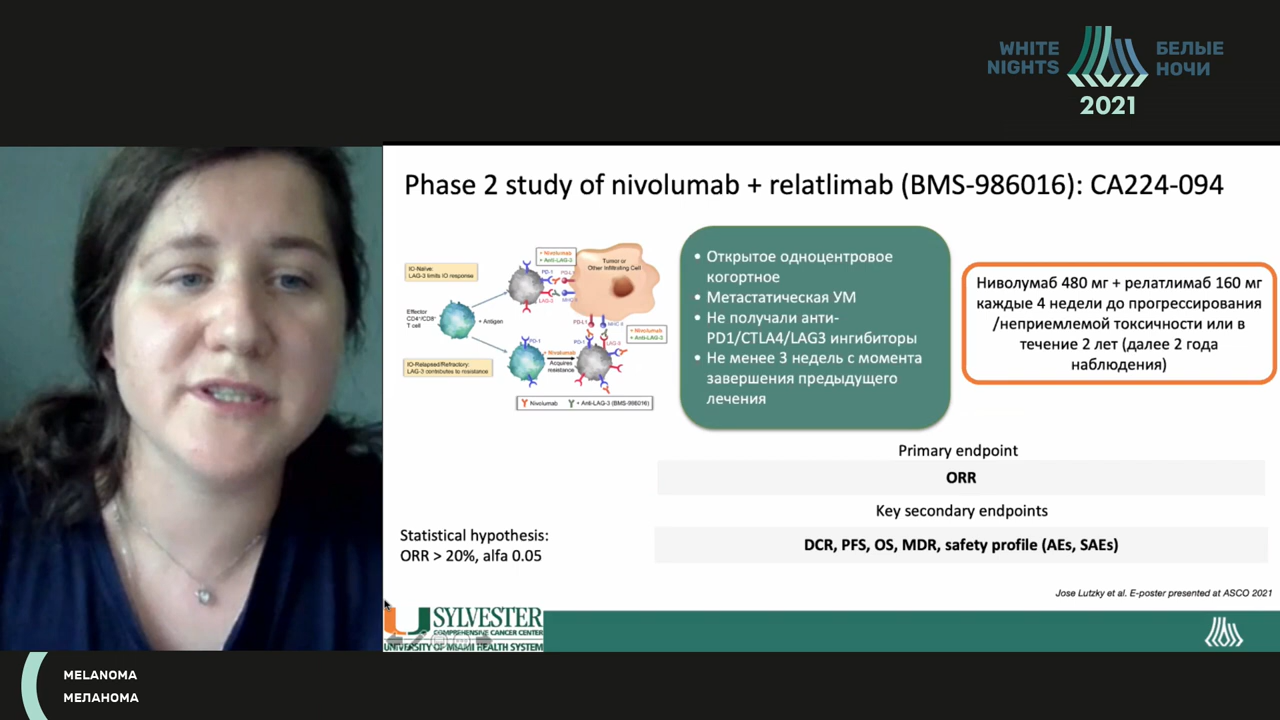 WHITE
NIGHTS
БЕЛЫЕ
НОЧИ
2021
Phase 2 study of nivolumab + relatlimab (BMS-986016): CA224-094
IO-Naive:
LAG-3 limits IO response
Effector
CD4+/CD8+
T cell
+ Antigen
IO-Relapsed/Refractory:
LAG-3 contributes to resistance
+ Nivolumab
+ Anti-LAG-3
PD-1
PD-L1
LAG-3
MHC II
Tumor or
Other Infiltrating Cell
PD-L1
MHC II
PD-1
LAG-3
+ Nivolumab
+ Anti-LAG-3
PD-1
+ Nivolumab
Acquires
resistance
Nivolumab
+ Anti-LAG-3 (BMS-986016)
• Открытое одноцентровое
когортное
• Метастатическая УМ
• Не получали анти-
PD1/CTLA4/LAG3 ингибиторы
• Не менее 3 недель с момента
завершения предыдущего
лечения
Ниволумаб 480 мг + релатлимаб 160 мг
каждые 4 недели до прогрессирования
/неприемлемой токсичности или в
течение 2 лет (далее 2 года
наблюдения)
Primary endpoint
ORR
Key secondary endpoints
DCR, PFS, OS, MDR, safety profile (AEs, SAEs)
Statistical hypothesis:
ORR > 20%, alfa 0.05
Jose Lutzky et al. E-poster presented at ASCO 2021
SYLVESTER
COMPREHENSIVE CANCER CENTER
UNIVERSITY OF MIAMI HEALTH SYSTEM
MELANOMA
МЕЛАНОМА